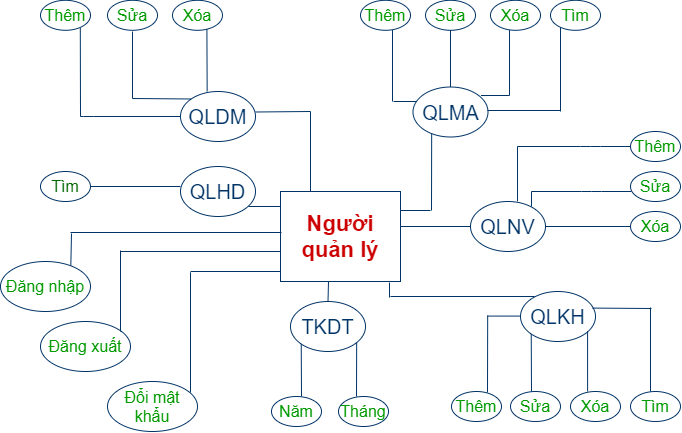 Thêm
Sửa
Xóa
Thêm
Sửa
Xóa
Tìm
QLDM
QLMA
Thêm
Tìm
QLHD
Sửa
Người
quản lý
QLNV
Xóa
Đăng nhập
TKDT
QLKH
Đăng xuất
Đổi mật
khẩu
Năm
Tháng
Thêm
Sửa
Xóa
Tìm